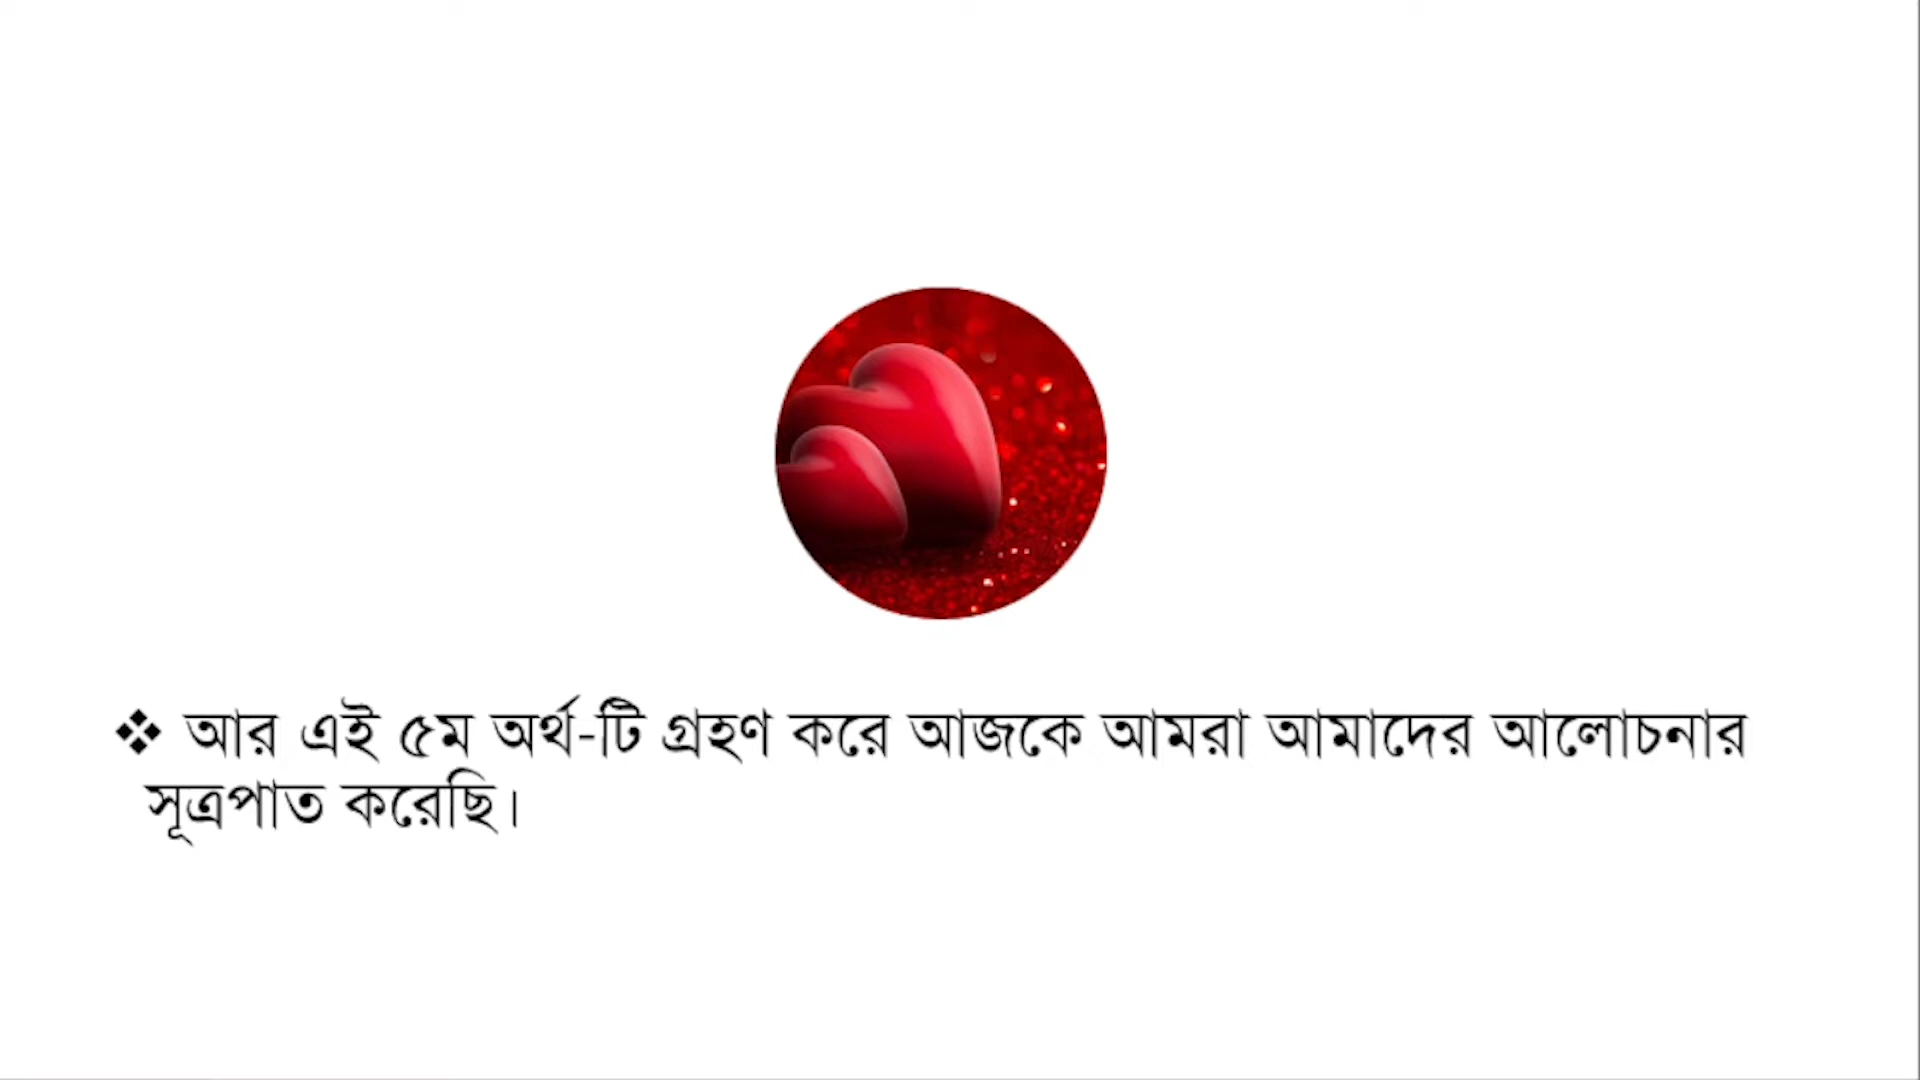 ❖ আর এই ৫ম অর্থ-টি গ্রহণ করে আজকে আমরা আমাদের আলোচনার
সূত্রপাত করেছি।